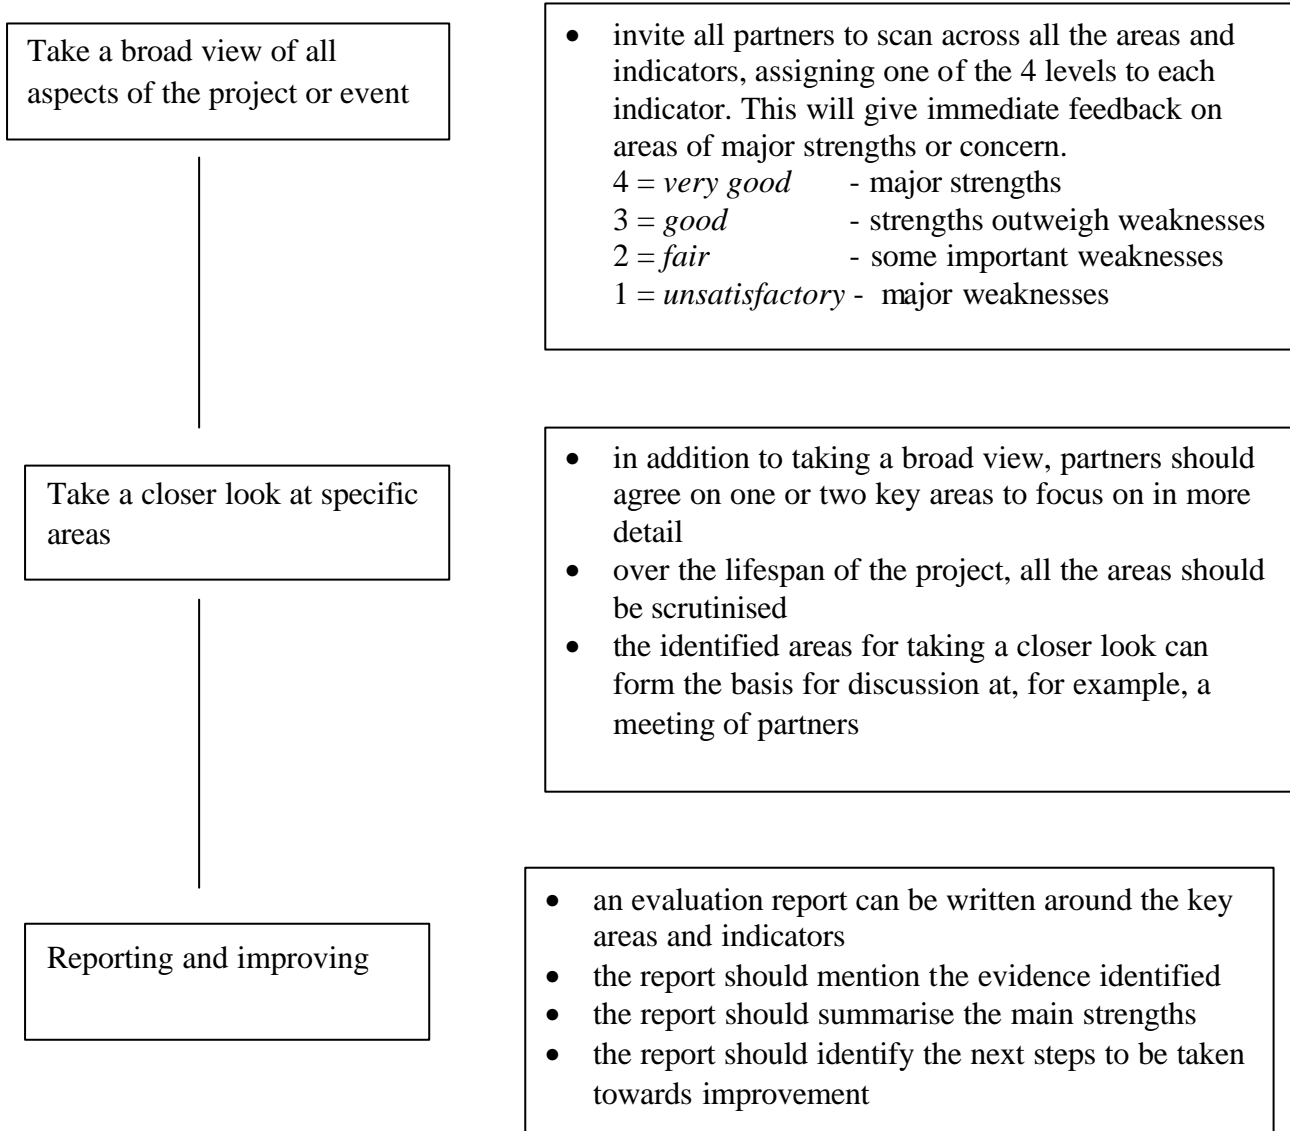 Take a broad view of all
aspects of the project or event
• invite all partners to scan across all the areas and
indicators, assigning one of the 4 levels to each
indicator. This will give immediate feedback on
areas of major strengths or concern.
4 = very good - major strengths
3 = good - strengths outweigh weaknesses
2 = fair - some important weaknesses
1 = unsatisfactory - major weaknesses
Take a closer look at specific
areas
• in addition to taking a broad view, partners should
agree on one or two key areas to focus on in more
detail
• over the lifespan of the project, all the areas should
be scrutinised
• the identified areas for taking a closer look can
form the basis for discussion at, for example, a
meeting of partners
Reporting and improving
• an evaluation report can be written around the key
areas and indicators
• the report should mention the evidence identified
• the report should summarise the main strengths
• the report should identify the next steps to be taken
towards improvement